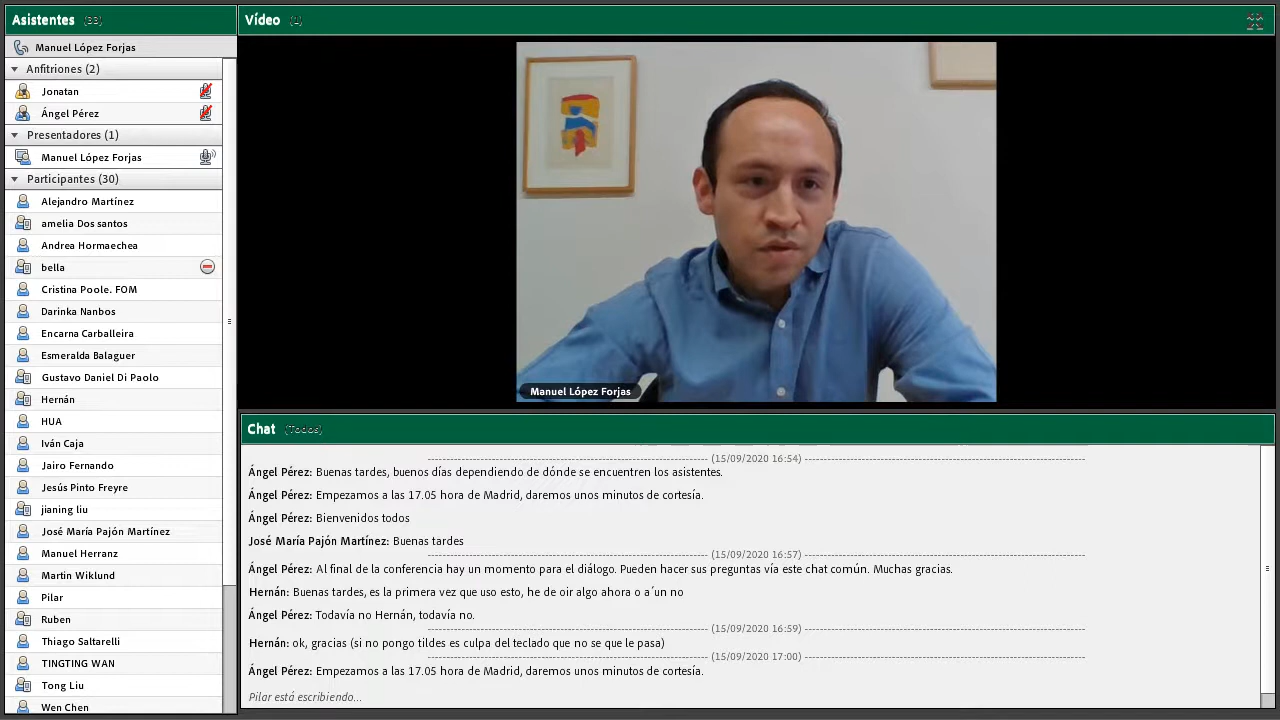 Asistentes (33)
Manuel López Forjas
Anfitriones (2)
Jonatan
Ángel Pérez
Presentadores (1)
Manuel López Forjas
Participantes (30)
Alejandro Martínez
amelia Dos santos
Andrea Hormaechea
bella
Cristina Poole. FOM
Darinka Nanbos
Encarna Carballeira
Esmeralda Balaguer
Gustavo Daniel Di Paolo
Hernán
HUA
Iván Caja
Jairo Fernando
Jesús Pinto Freyre
jianing liu
José María Pajón Martínez
Manuel Herranz
Martin Wiklund
Pilar
Ruben
Thiago Saltarelli
TINGTING WAN
Tong Liu
Wen Chen
Vídeo (1)
Manuel López Forjas
Chat (Todos)
(15/09/2020 16:54)
Ángel Pérez: Buenas tardes, buenos días dependiendo de dónde se encuentren los asistentes.
Ángel Pérez: Empezamos a las 17.05 hora de Madrid, daremos unos minutos de cortesía.
Ángel Pérez: Bienvenidos todos
José María Pajón Martínez: Buenas tardes
(15/09/2020 16:57)
Ángel Pérez: Al final de la conferencia hay un momento para el diálogo. Pueden hacer sus preguntas vía este chat común. Muchas gracias.
Hernán: Buenas tardes, es la primera vez que uso esto, he de oir algo ahora o a´un no
Ángel Pérez: Todavía no Hernán, todavía no.
(15/09/2020 16:59)
Hernán: ok, gracias (si no pongo tildes es culpa del teclado que no se que le pasa)
(15/09/2020 17:00)
Ángel Pérez: Empezamos a las 17.05 hora de Madrid, daremos unos minutos de cortesía.
Pilar está escribiendo...